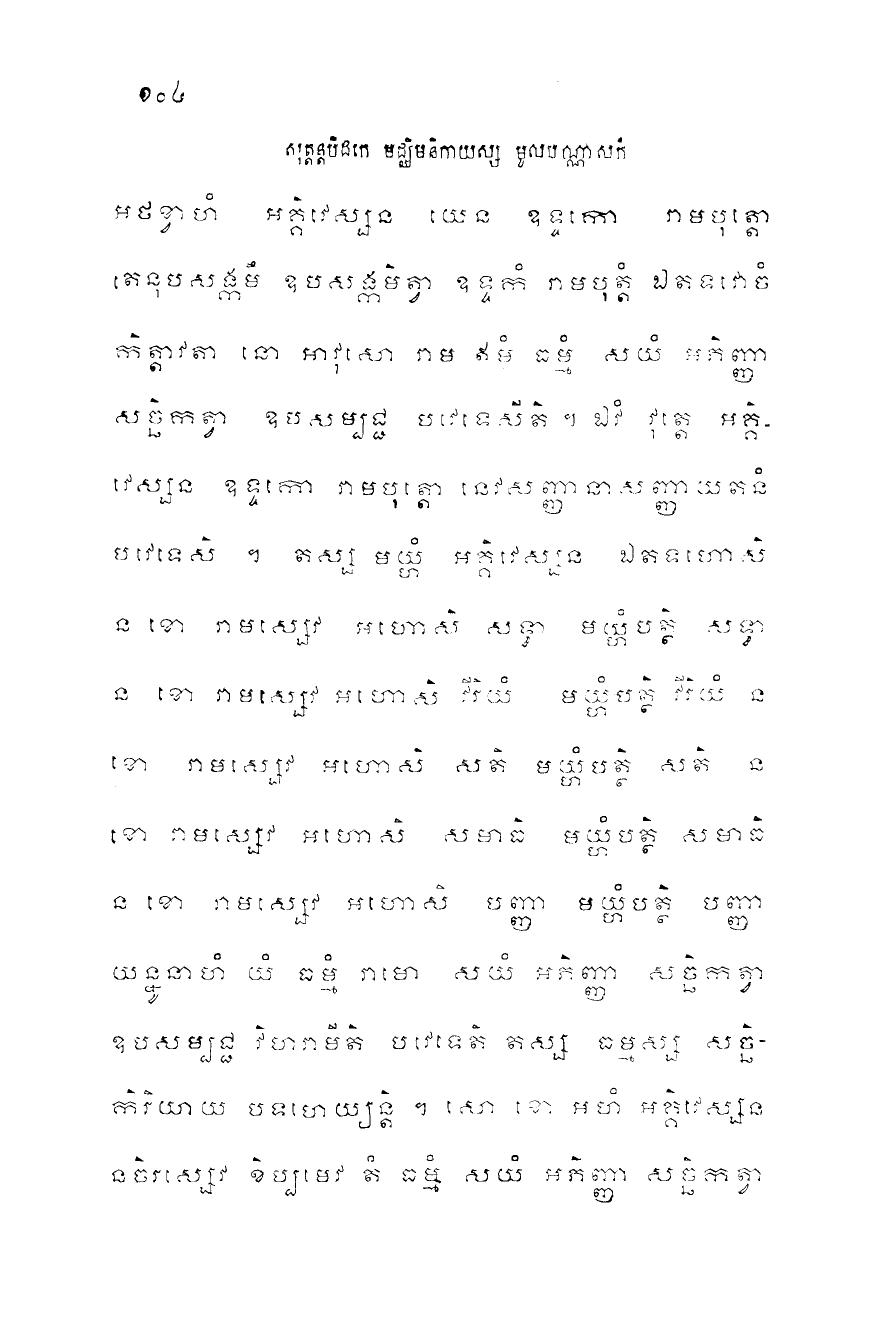 ១០៤
សុត្តន្តបិដកេ មជ្ឈិមនិកាយស្ស មូលបណ្ណាសកំ
អថខ្វាហំ អគ្គិវេស្សន យេន ឧទ្ទកោ រាមបុត្តោ
តេនុបសង្កមឹ ឧបសង្កមិត្វា ឧទ្ទកំ រាមបុត្តំ ឯតទវោចំ
កិត្តាវតា នោ អាវុសោ រាម ឥមំ ធម្មំ សយំ អភិញ្ញា
សច្ឆិកត្វា ឧបសម្បជ្ជ បវេទេសីតិ ។ ឯវំ វុត្តេ អគ្គិ-
វេស្សន ឧទ្ទកោ រាមបុត្តោ នេវសញ្ញានាសញ្ញាយតនំ
បវេទេសិ ។ តស្ស មយ្ហំ អគ្គិវេស្សន ឯតទហោសិ
ន ខោ រាមស្សេវ អហោសិ សទ្ធា មយ្ហំបត្ថិ សទ្ធា
ន ខោ រាមស្សេវ អហោសិ វីរិយំ មយ្ហំបត្ថិ វីរិយំ ន
ខោ រាមស្សេវ អហោសិ សតិ មយ្ហំបត្ថិ សតិ ន
ខោ រាមស្សេវ អហោសិ សមាធិ មយ្ហំបត្ថិ សមាធិ
ន ខោ រាមស្សេវ អហោសិ បញ្ញា មយ្ហំបត្ថិ បញ្ញា
យន្នូនាហំ យំ ធម្មំ រាមោ សយំ អភិញ្ញា សច្ឆិកត្វា
ឧបសម្បជ្ជ វិហរាមីតិ បវេទេតិ តស្ស ធម្មស្ស សច្ឆិ-
កិរិយាយ បទហេយ្យន្តិ ។ សោ ខោ អហំ អគ្គិវេស្សន
នចិរស្សេវ ខិប្បមេវ តំ ធម្មំ សយំ អភិញ្ញា សច្ឆិកត្វា